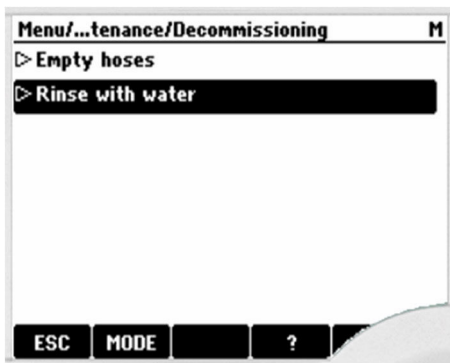 Menu/...tenance/Decommissioning M
▷ Empty hoses
▷ Rinse with water
ESC MODE ?